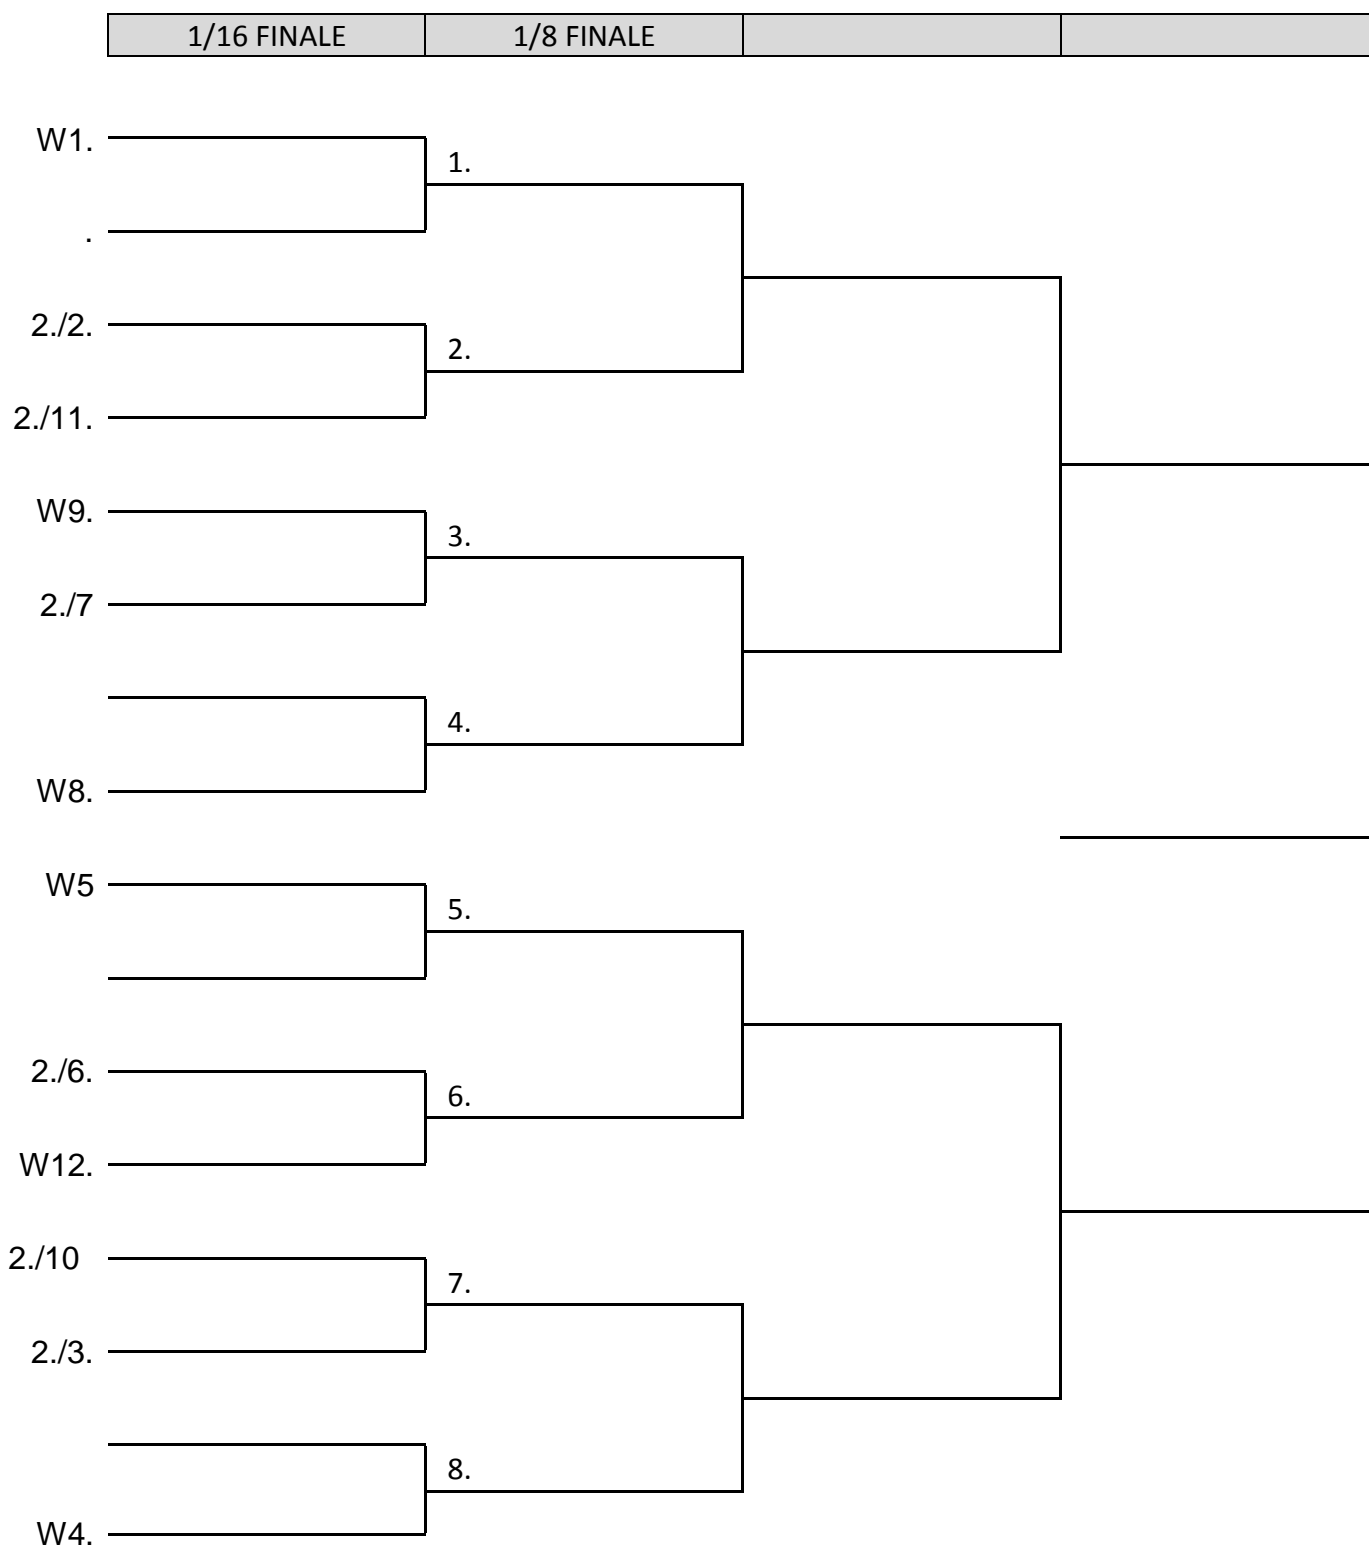 1/16 FINALE 1/8 FINALE
W1.
1.
.
2./2.
2.
2./11.
W9.
3.
2./7
4.
W8.
W5
5.
2./6.
6.
W12.
2./10
7.
2./3.
8.
W4.